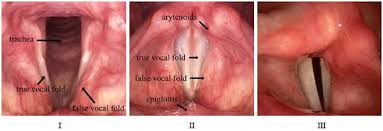 trachea
true vocal fold
false vocal fold
arytenoids
true vocal fold
false vocal fold
epiglottis
I
II
III